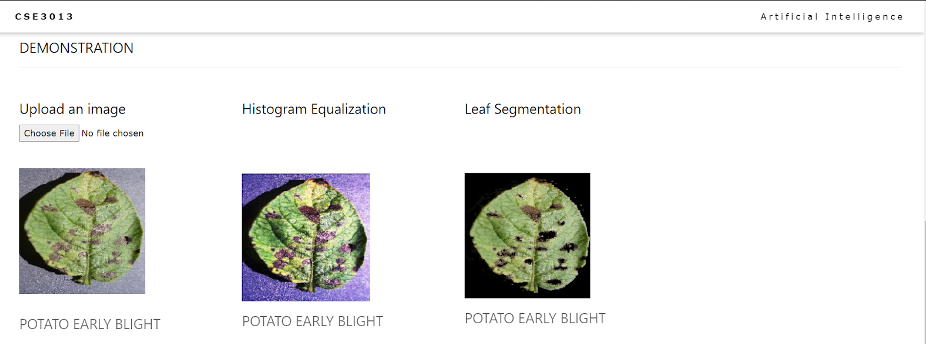 CSE3013
Artificial Intelligence
DEMONSTRATION
Upload an image
Histogram Equalization
Leaf Segmentation
Choose File No file chosen
POTATO EARLY BLIGHT
POTATO EARLY BLIGHT
POTATO EARLY BLIGHT